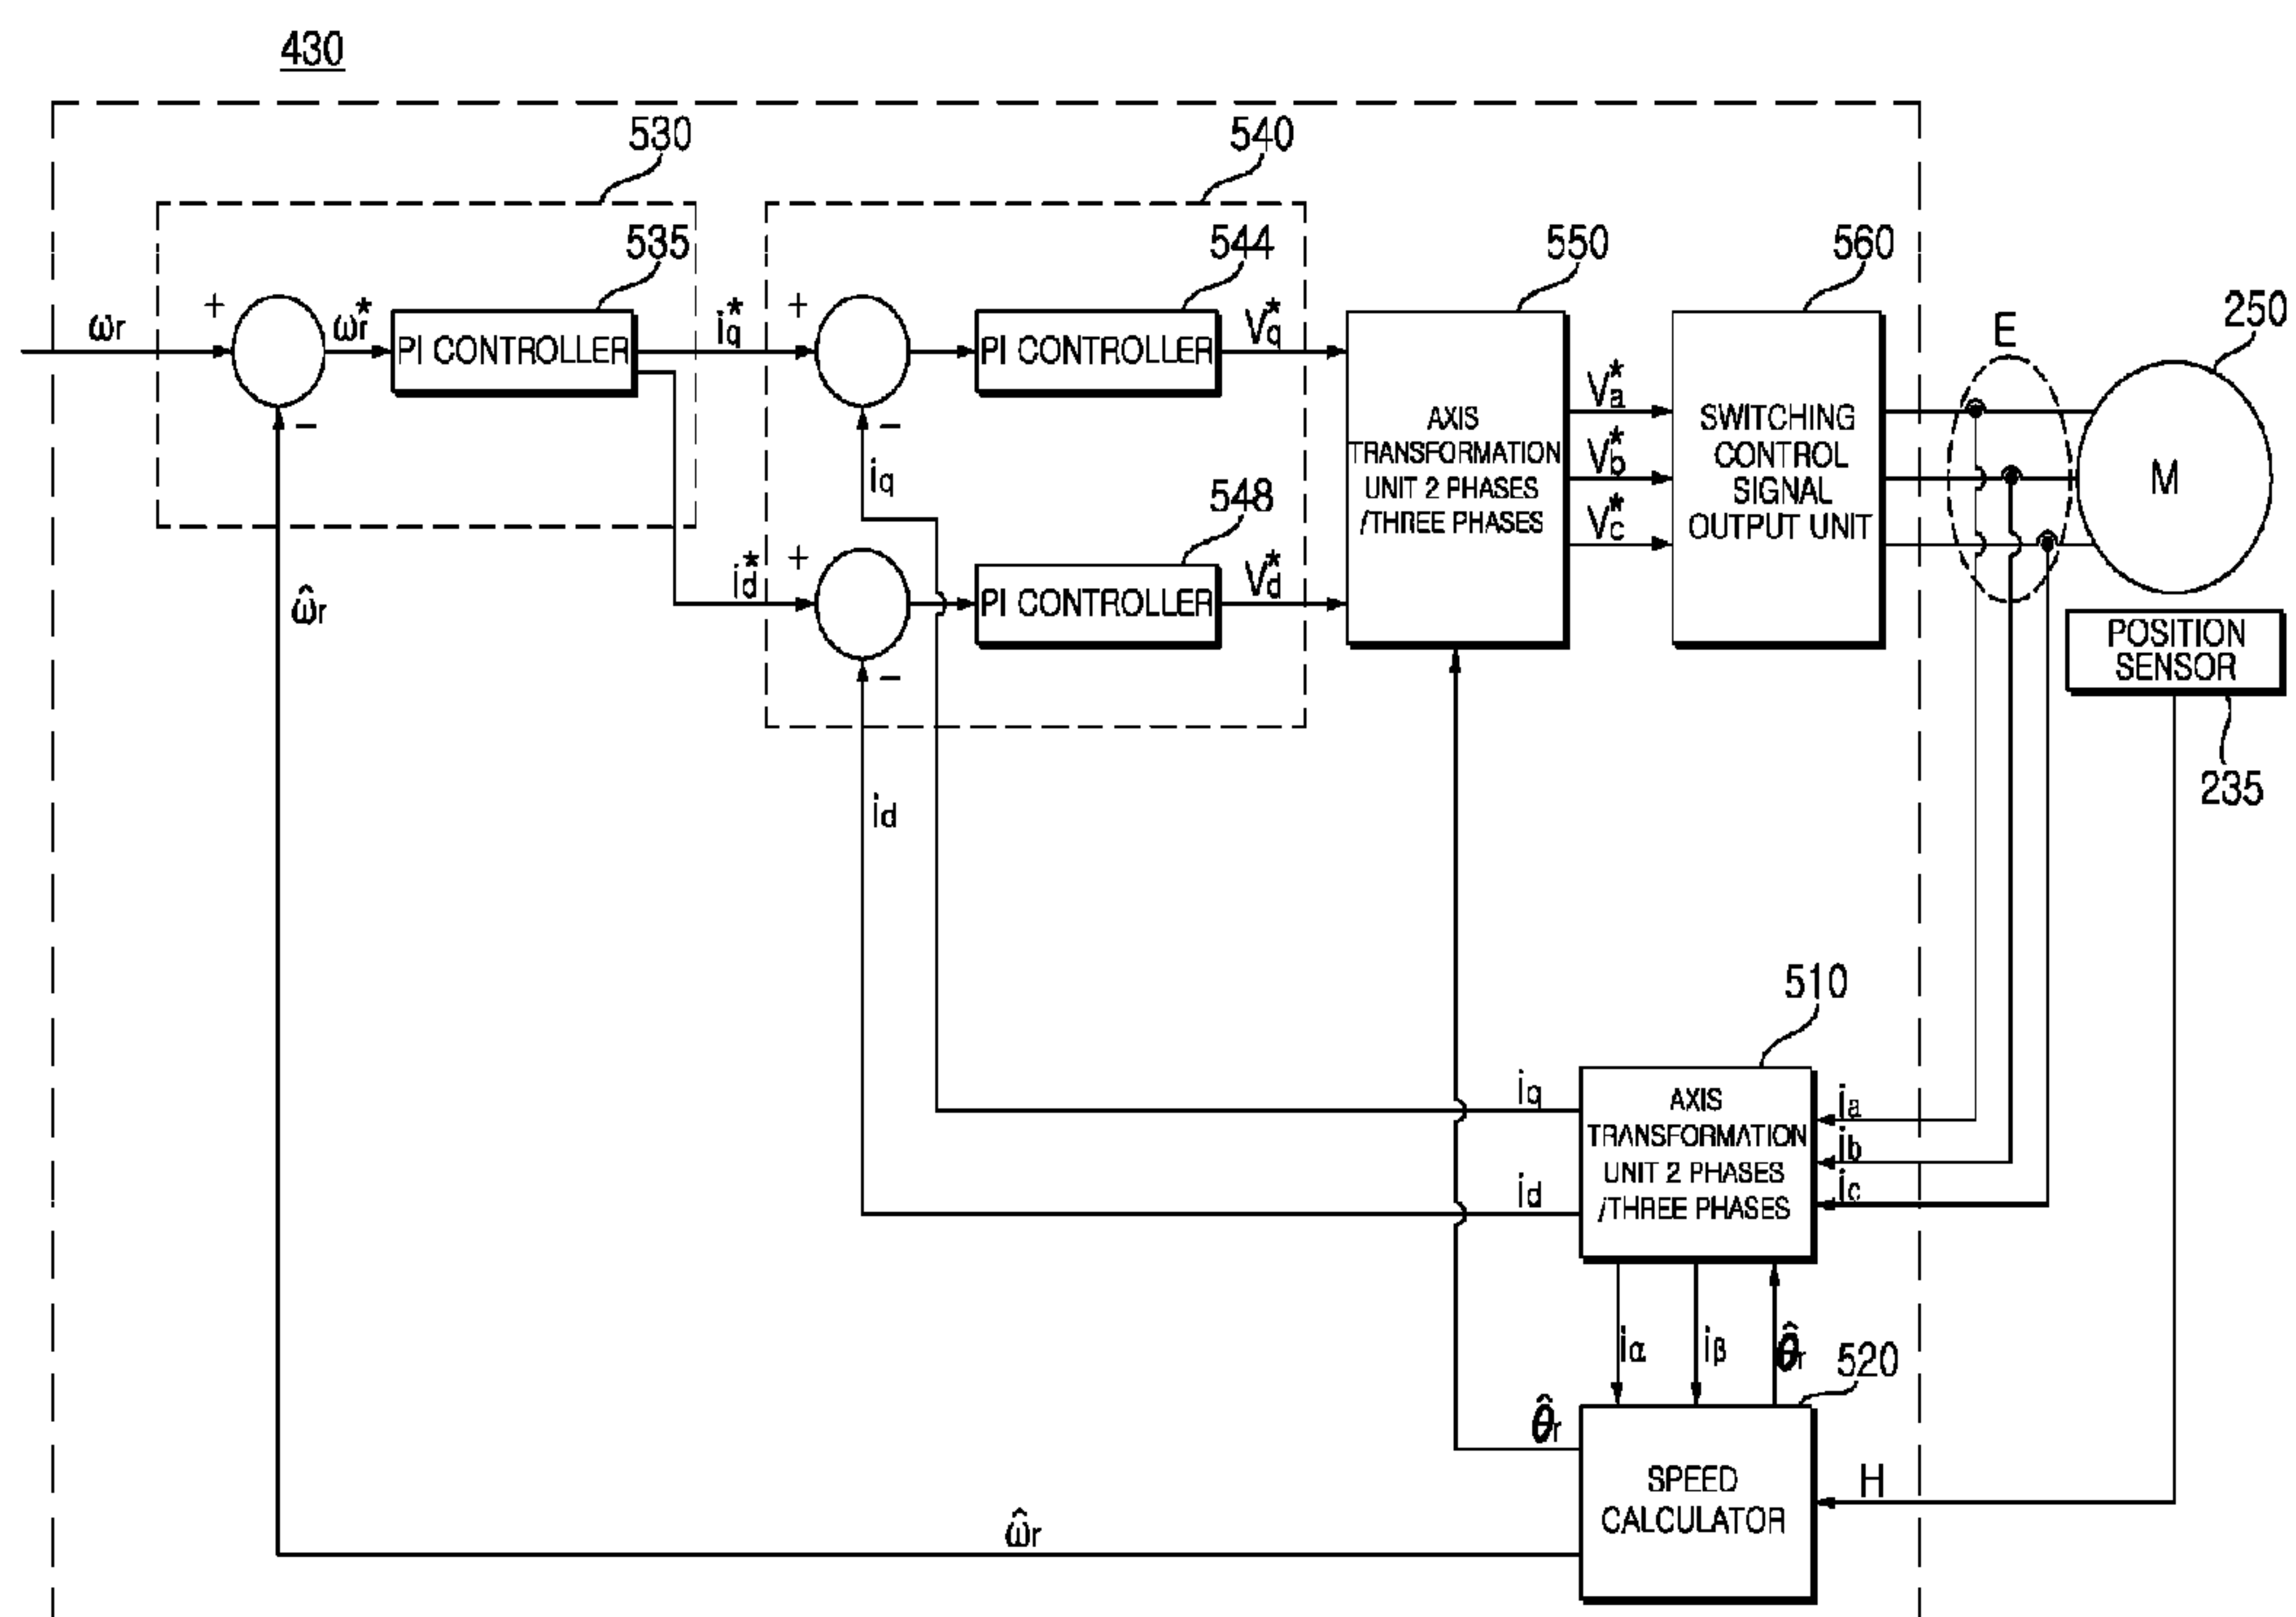 430
530
540
535
544
550
560
250
ωr
+
−
ωr*
PI CONTROLLER
iq*
+
−
iq
PI CONTROLLER
Vq*
id*
+
−
548
PI CONTROLLER
Vd*
AXIS
TRANSFORMATION
UNIT 2 PHASES
/THREE PHASES
Va*
Vb*
Vc*
SWITCHING
CONTROL
SIGNAL
OUTPUT UNIT
E
M
POSITION
SENSOR
235
ω̂r
id
510
iq
id
AXIS
TRANSFORMATION
UNIT 2 PHASES
/THREE PHASES
ia
ib
ic
iα
iβ
θ̂r
520
θ̂r
SPEED
CALCULATOR
H
ω̂r